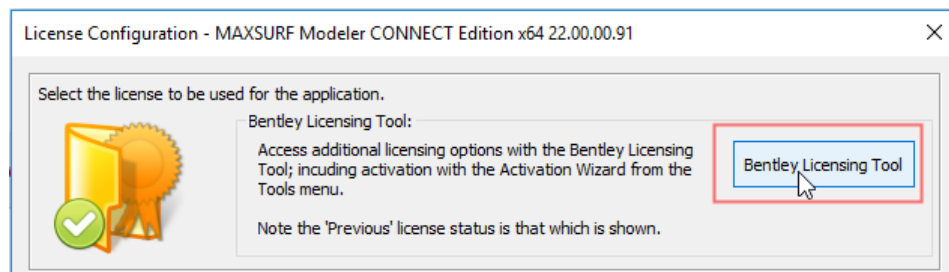 License Configuration - MAXSURF Modeler CONNECT Edition x64 22.00.00.91
Select the license to be used for the application.
Bentley Licensing Tool:
Access additional licensing options with the Bentley Licensing
Tool; incuding activation with the Activation Wizard from the
Tools menu.
Bentley Licensing Tool
Note the 'Previous' license status is that which is shown.